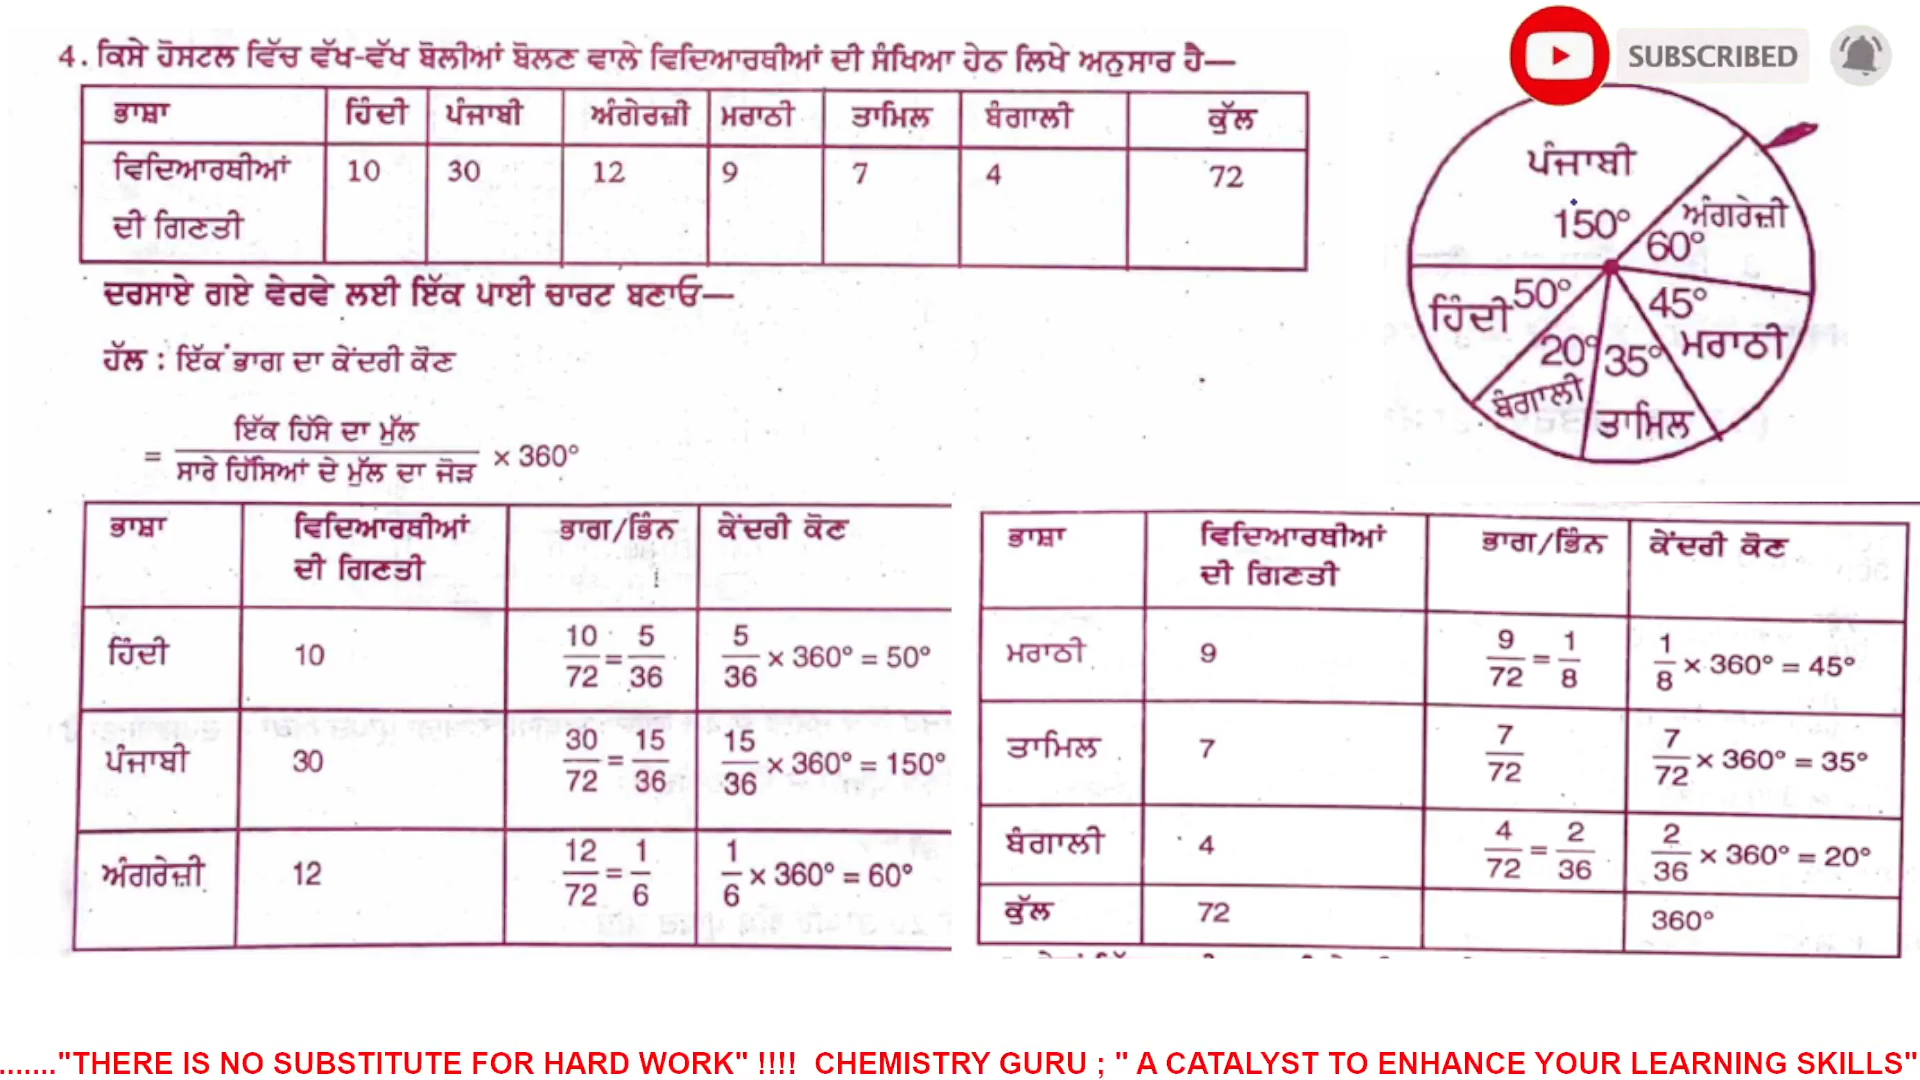 4. ਕਿਸੇ ਹੋਸਟਲ ਵਿੱਚ ਵੱਖ-ਵੱਖ ਬੋਲੀਆਂ ਬੋਲਣ ਵਾਲੇ ਵਿਦਿਆਰਥੀਆਂ ਦੀ ਸੰਖਿਆ ਹੇਠ ਲਿਖੇ ਅਨੁਸਾਰ ਹੈ—
SUBSCRIBED
ਭਾਸ਼ਾ ਹਿੰਦੀ ਪੰਜਾਬੀ ਅੰਗੇਰਜ਼ੀ ਮਰਾਠੀ ਤਾਮਿਲ ਬੰਗਾਲੀ ਕੁੱਲ
ਵਿਦਿਆਰਥੀਆਂ 10 30 12 9 7 4 72
ਦੀ ਗਿਣਤੀ
ਪੰਜਾਬੀ
150°
ਅੰਗਰੇਜ਼ੀ
60°
50°
ਹਿੰਦੀ
45°
ਮਰਾਠੀ
20°
ਬੰਗਾਲੀ
35°
ਤਾਮਿਲ
ਦਰਸਾਏ ਗਏ ਵੇਰਵੇ ਲਈ ਇੱਕ ਪਾਈ ਚਾਰਟ ਬਣਾਓ—
ਹੱਲ : ਇੱਕ ਭਾਗ ਦਾ ਕੇਂਦਰੀ ਕੋਣ
= ਇੱਕ ਹਿੱਸੇ ਦਾ ਮੁੱਲ / ਸਾਰੇ ਹਿੱਸਿਆਂ ਦੇ ਮੁੱਲ ਦਾ ਜੋੜ × 360°
ਭਾਸ਼ਾ ਵਿਦਿਆਰਥੀਆਂ ਭਾਗ/ਭਿੰਨ ਕੇਂਦਰੀ ਕੋਣ
ਦੀ ਗਿਣਤੀ
ਹਿੰਦੀ 10 10/72 = 5/36 5/36 × 360° = 50°
ਪੰਜਾਬੀ 30 30/72 = 15/36 15/36 × 360° = 150°
ਅੰਗਰੇਜ਼ੀ 12 12/72 = 1/6 1/6 × 360° = 60°
ਭਾਸ਼ਾ ਵਿਦਿਆਰਥੀਆਂ ਭਾਗ/ਭਿੰਨ ਕੇਂਦਰੀ ਕੋਣ
ਦੀ ਗਿਣਤੀ
ਮਰਾਠੀ 9 9/72 = 1/8 1/8 × 360° = 45°
ਤਾਮਿਲ 7 7/72 7/72 × 360° = 35°
ਬੰਗਾਲੀ 4 4/72 = 2/36 2/36 × 360° = 20°
ਕੁੱਲ 72 360°
......."THERE IS NO SUBSTITUTE FOR HARD WORK" !!!! CHEMISTRY GURU ; " A CATALYST TO ENHANCE YOUR LEARNING SKILLS"